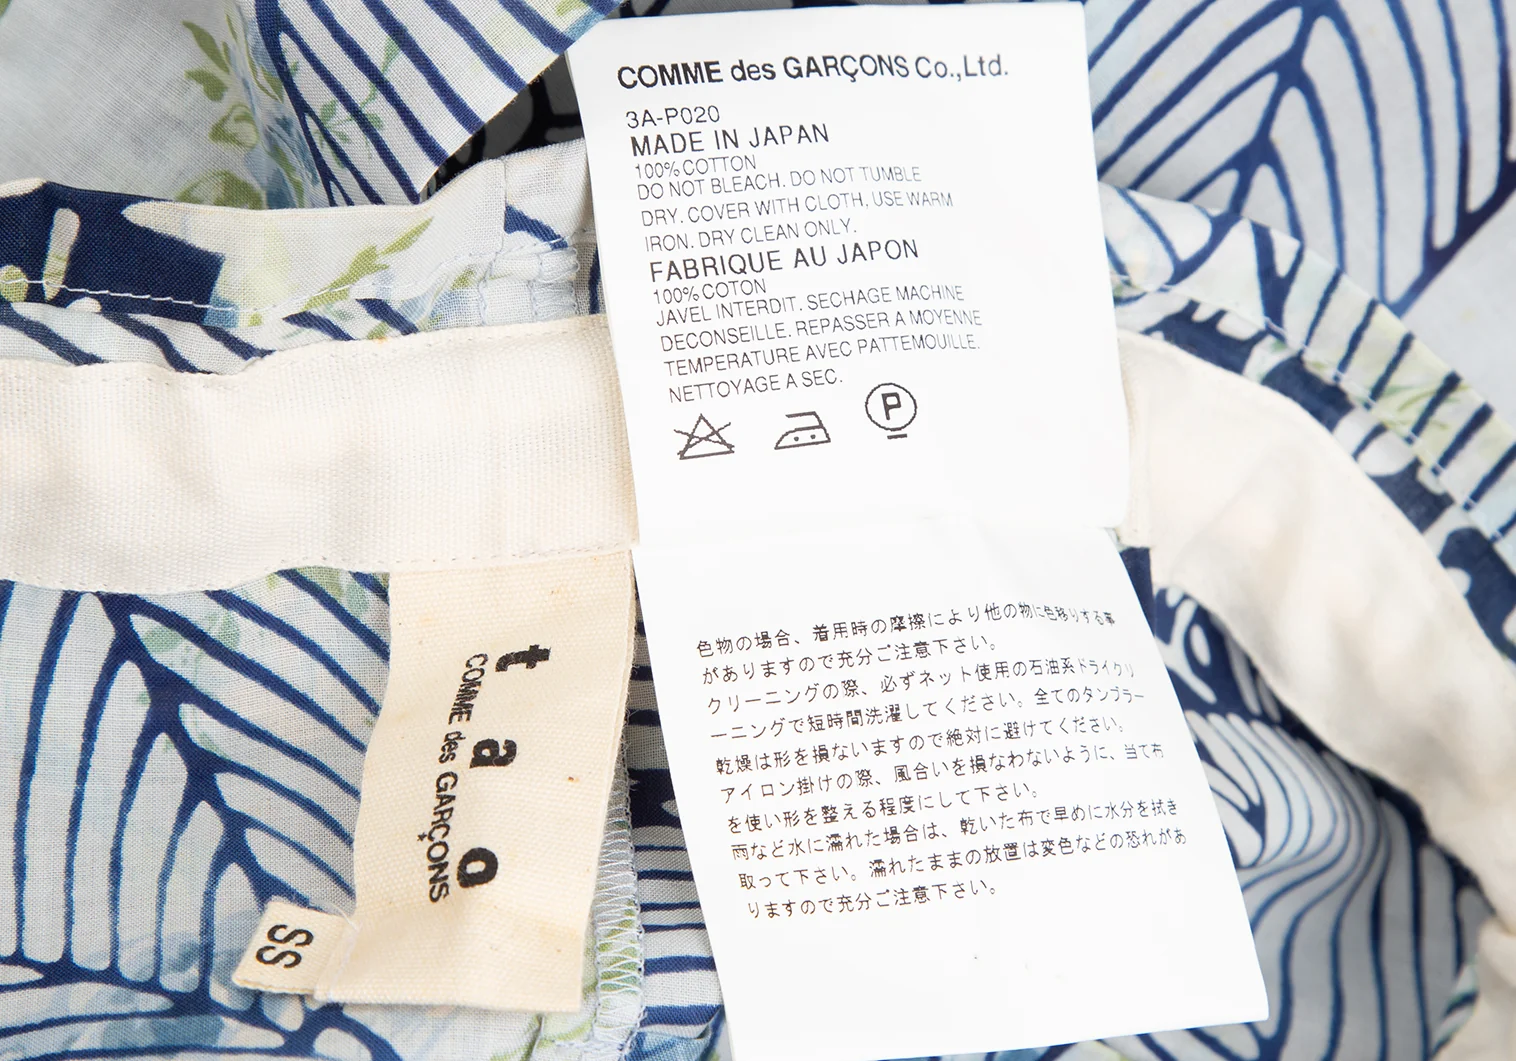 COMME des GARÇONS Co.,Ltd.
3A-P020
MADE IN JAPAN
100% COTTON
DO NOT BLEACH. DO NOT TUMBLE
DRY. COVER WITH CLOTH, USE WARM
IRON. DRY CLEAN ONLY.
FABRIQUE AU JAPON
100% COTON
JAVEL INTERDIT. SECHAGE MACHINE
DECONSEILLE. REPASSER A MOYENNE
TEMPERATURE AVEC PATTEMOUILLE.
NETTOYAGE A SEC.
P
色物の場合、着用時の摩擦により他の物に色移りする事
がありますので充分ご注意下さい。
クリーニングの際、必ずネット使用の石油系ドライクリ
ーニングで短時間洗濯してください。全てのタンブラー
乾燥は形を損ないますので絶対に避けてください。
アイロン掛けの際、風合いを損なわないように、当て布
を使い形を整える程度にして下さい。
雨など水に濡れた場合は、乾いた布で早めに水分を拭き
取って下さい。濡れたままの放置は変色などの恐れがあ
りますので充分ご注意下さい。
tao
COMME des GARÇONS
SS